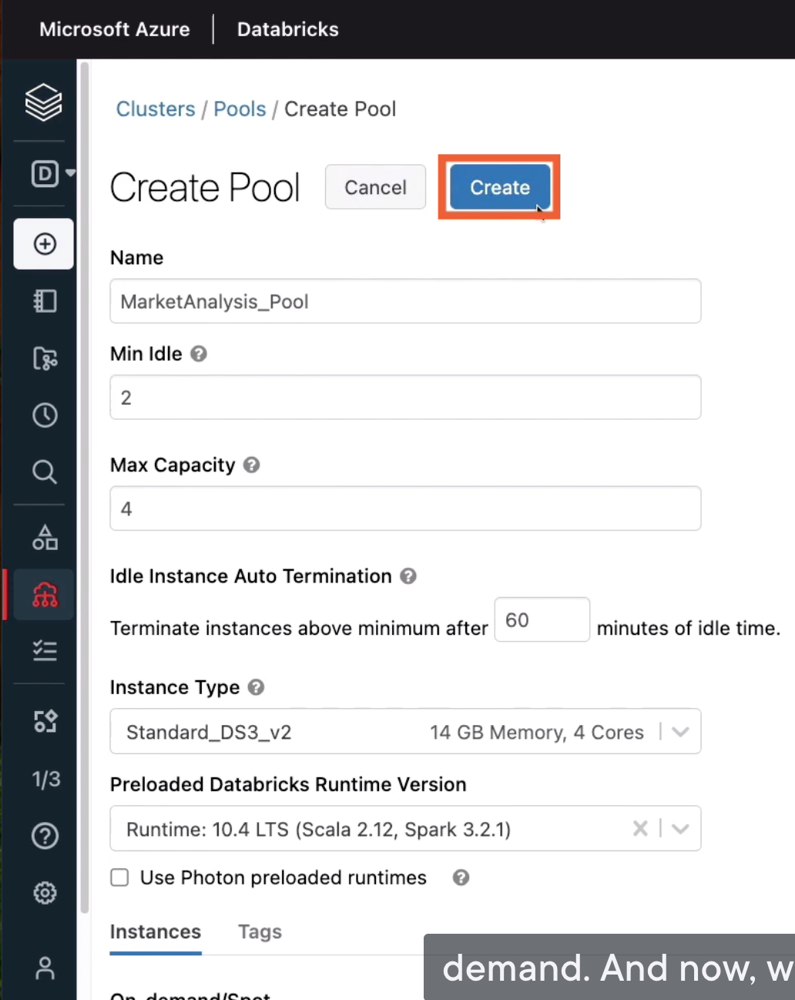 Microsoft Azure | Databricks
Clusters / Pools / Create Pool
Create Pool Cancel Create
Name
MarketAnalysis_Pool
Min Idle
2
Max Capacity
4
Idle Instance Auto Termination
Terminate instances above minimum after 60 minutes of idle time.
Instance Type
Standard_DS3_v2 14 GB Memory, 4 Cores
Preloaded Databricks Runtime Version
Runtime: 10.4 LTS (Scala 2.12, Spark 3.2.1)
1/3
Use Photon preloaded runtimes
Instances Tags
demand. And now, w
On-demand/Spot